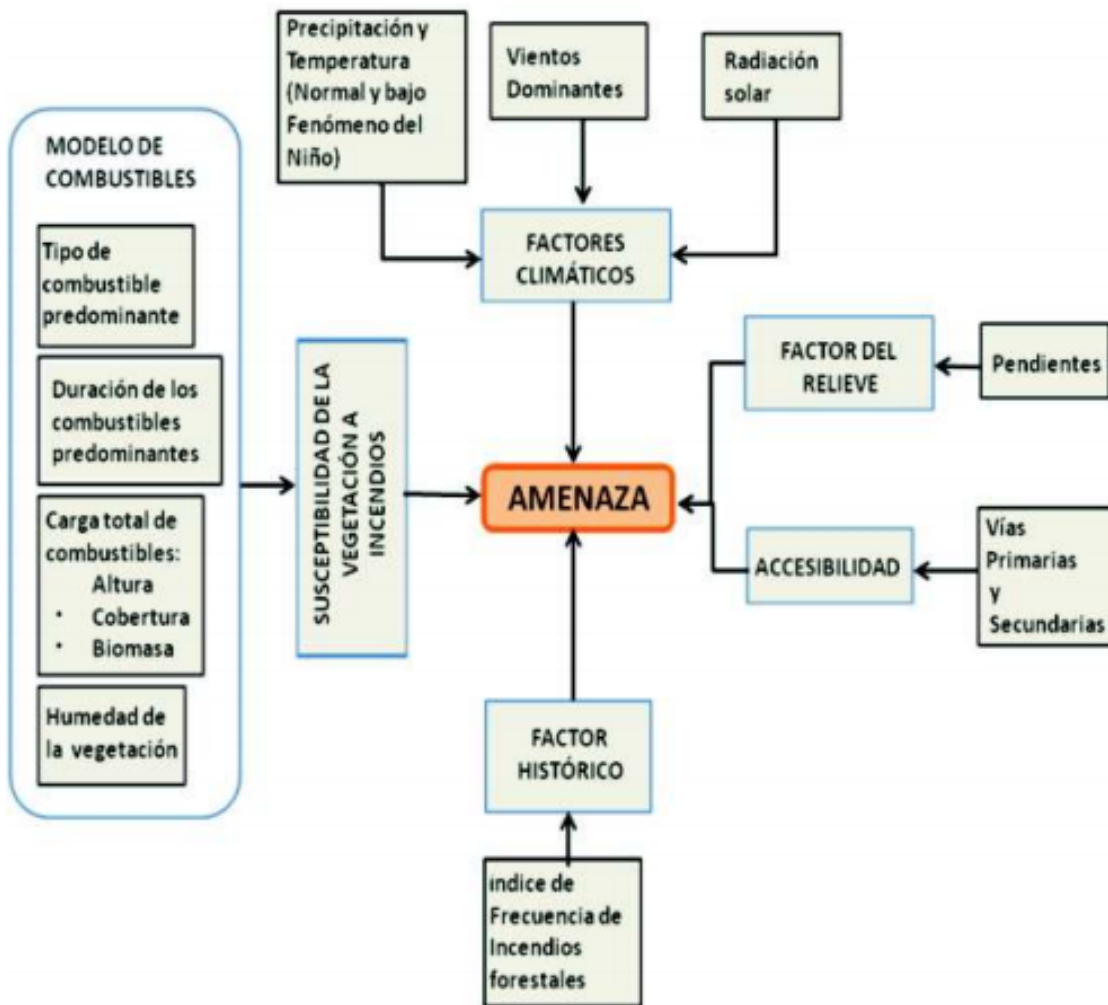 Precipitación y
Temperatura
(Normal y bajo
Fenómeno del
Niño)
Vientos
Dominantes
Radiación
solar
MODELO DE
COMBUSTIBLES
Tipo de
combustible
predominante
Duración de los
combustibles
predominantes
Carga total de
combustibles:
Altura
• Cobertura
• Biomasa
Humedad de
la vegetación
SUSCEPTIBILIDAD DE LA
VEGETACIÓN A
INCENDIOS
FACTORES
CLIMÁTICOS
AMENAZA
FACTOR DEL
RELIEVE
Pendientes
ACCESIBILIDAD
Vías
Primarias
y
Secundarias
FACTOR
HISTÓRICO
indice de
Frecuencia de
Incendios
forestales